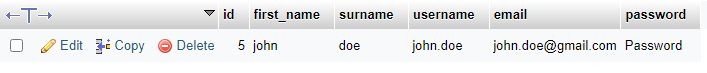 id first_name surname username email password
Edit Copy Delete 5 john doe john.doe john.doe@gmail.com Password